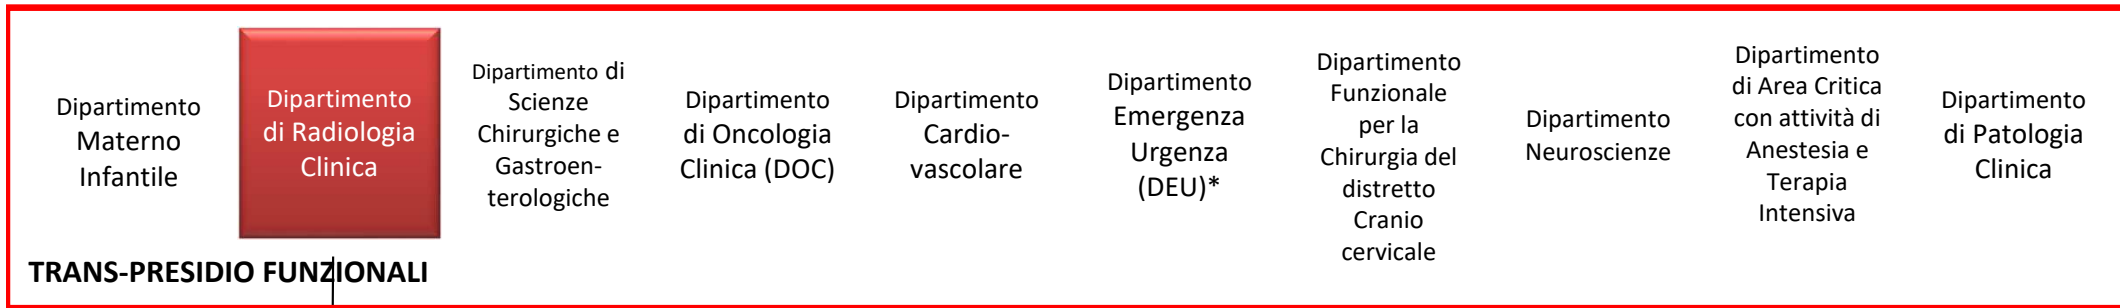 Dipartimento
Materno
Infantile
Dipartimento
di Radiologia
Clinica
Dipartimento di
Scienze
Chirurgiche e
Gastroen-
terologiche
Dipartimento
di Oncologia
Clinica (DOC)
Dipartimento
Cardio-
vascolare
Dipartimento
Emergenza
Urgenza
(DEU)*
Dipartimento
Funzionale
per la
Chirurgia del
distretto
Cranio
cervicale
Dipartimento
Neuroscienze
Dipartimento
di Area Critica
con attività di
Anestesia e
Terapia
Intensiva
Dipartimento
di Patologia
Clinica
TRANS-PRESIDIO FUNZIONALI